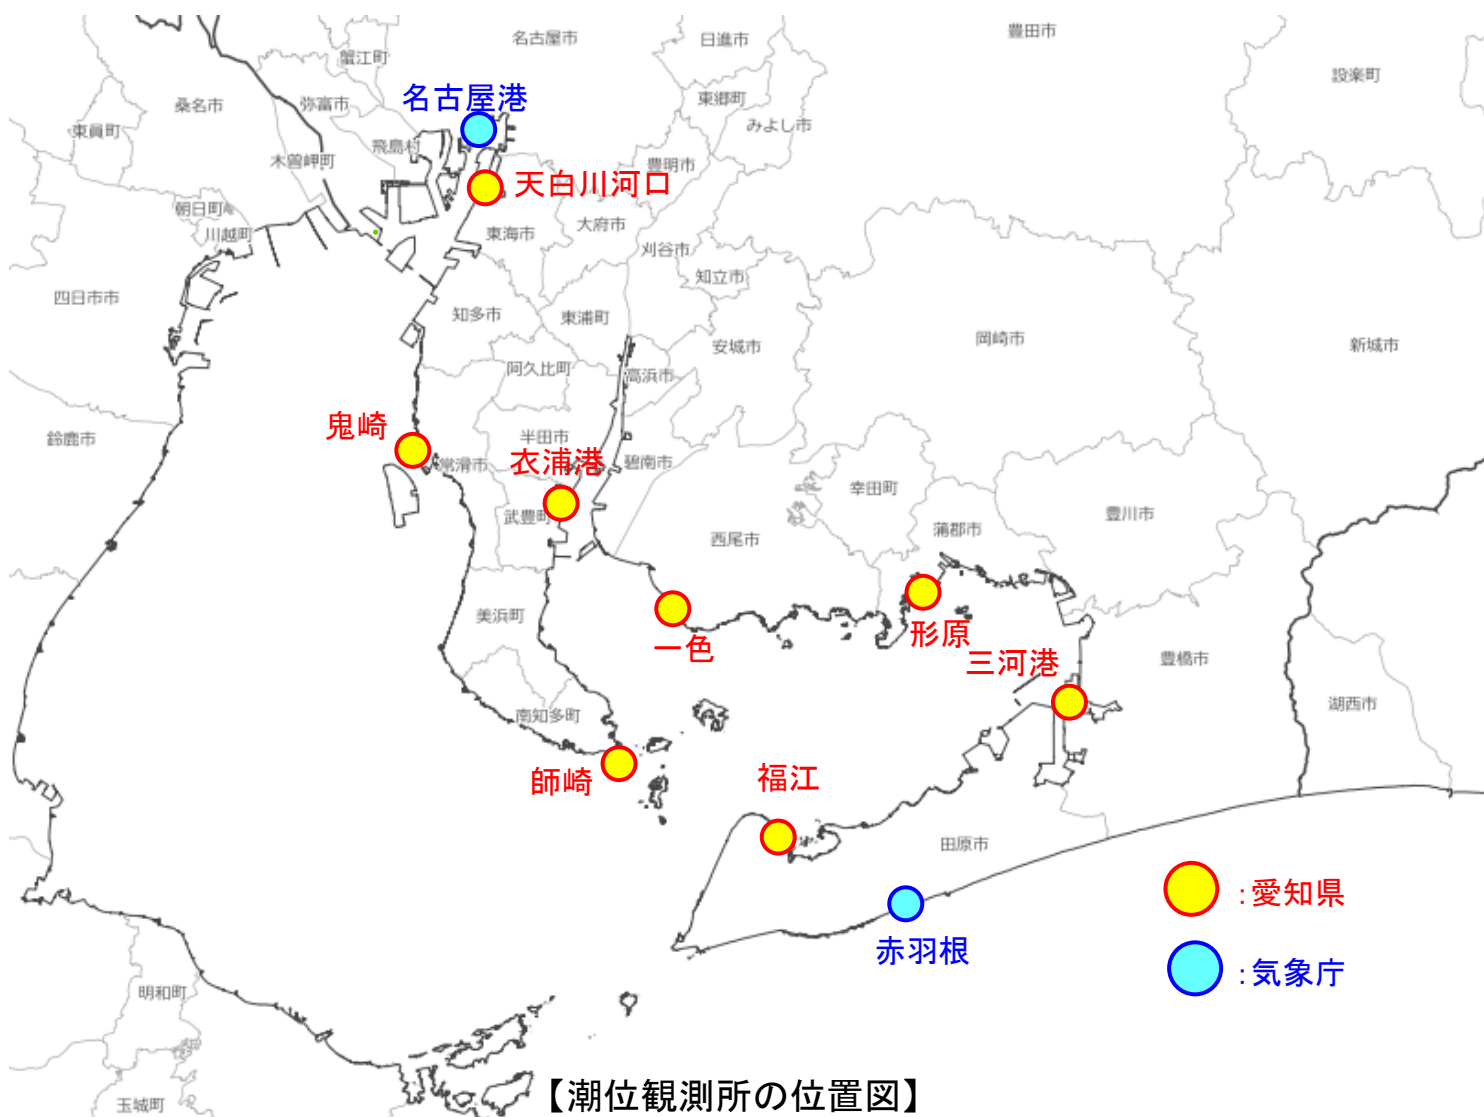 名古屋市
日進市
豊田市
蟹江町
設楽町
桑名市
弥富市
名古屋港
東郷町
みよし市
東員町
飛島村
木曽岬町
豊明市
天白川河口
朝日町
川越町
東海市
大府市
刈谷市
知立市
四日市市
知多市
東浦町
岡崎市
安城市
新城市
阿久比町
高浜市
鬼崎
鈴鹿市
半田市
常滑市
衣浦港
碧南市
幸田町
武豊町
西尾市
蒲郡市
豊川市
美浜町
一色
形原
三河港
豊橋市
湖西市
南知多町
師崎
福江
田原市
:愛知県
赤羽根
:気象庁
明和町
玉城町
【潮位観測所の位置図】